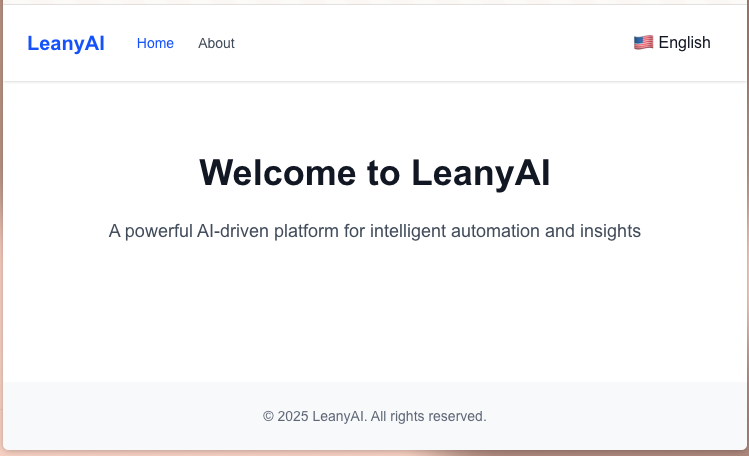 LeanyAI Home About 🇺🇸 English
Welcome to LeanyAI
A powerful AI-driven platform for intelligent automation and insights
© 2025 LeanyAI. All rights reserved.